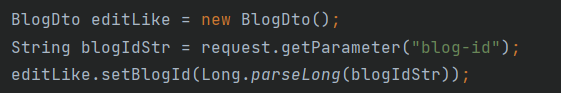 BlogDto editLike = new BlogDto();
String blogIdStr = request.getParameter("blog-id");
editLike.setBlogId(Long.parseLong(blogIdStr));